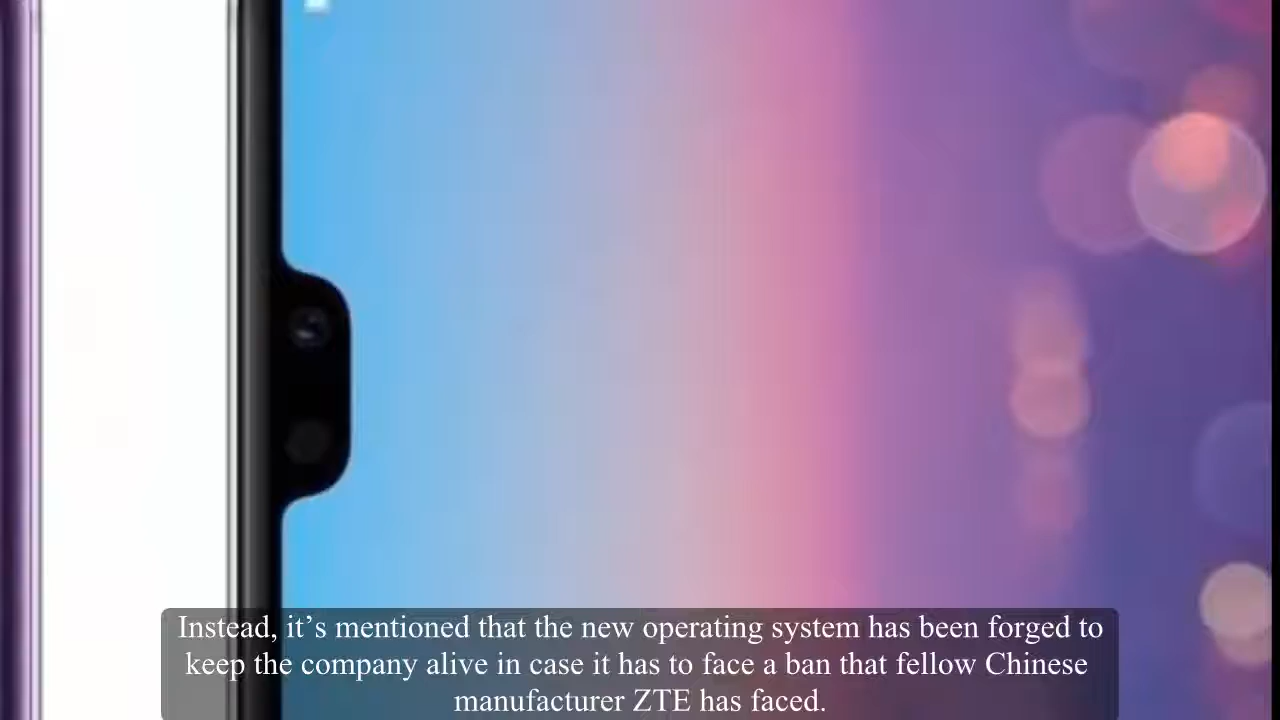 Instead, it’s mentioned that the new operating system has been forged to
keep the company alive in case it has to face a ban that fellow Chinese
manufacturer ZTE has faced.